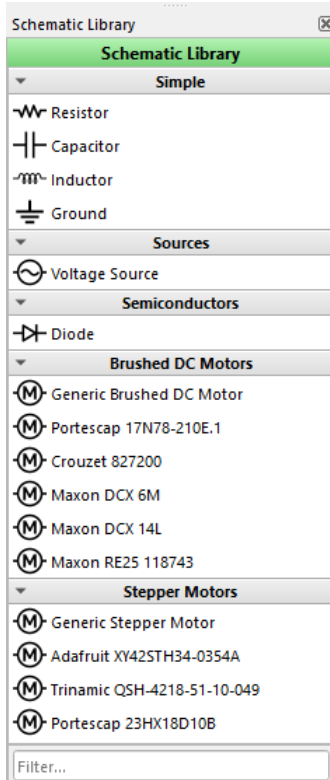 Schematic Library
Schematic Library
Simple
Resistor
Capacitor
Inductor
Ground
Sources
Voltage Source
Semiconductors
Diode
Brushed DC Motors
M Generic Brushed DC Motor
M Portescap 17N78-210E.1
M Crouzet 827200
M Maxon DCX 6M
M Maxon DCX 14L
M Maxon RE25 118743
Stepper Motors
M Generic Stepper Motor
M Adafruit XY42STH34-0354A
M Trinamic QSH-4218-51-10-049
M Portescap 23HX18D10B
Filter...